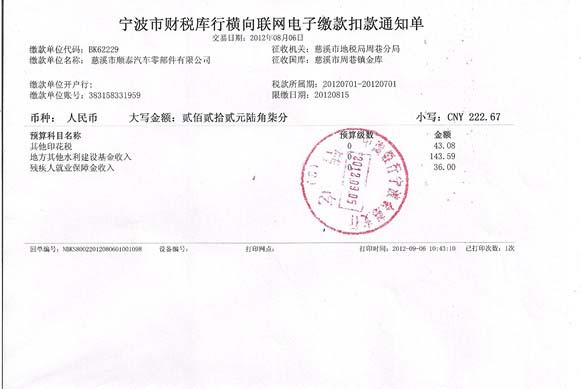 宁波市财税库行横向联网电子缴款扣款通知单
交易日期：2012年08月06日
缴款单位代码：BK62229 征收机关：慈溪市地税局周巷分局
缴款单位名称：慈溪市顺泰汽车零部件有限公司 征收国库：慈溪市周巷镇金库
缴款单位开户行： 税款所属期：20120701-20120701
缴款单位账号：383158331959 限缴日期：20120815
币种： 人民币 大写金额：贰佰贰拾贰元陆角柒分 小写：CNY 222.67
预算科目名称 预算级数 金额
其他印花税 0 43.08
地方其他水利建设基金收入 143.59
残疾人就业保障金收入 36.00
2012.09.05
回单编号：NBKS80022012080601001098 设备编号： 打印网点： 打印时间：2012-09-06 10:43:10 已打印次数：1次